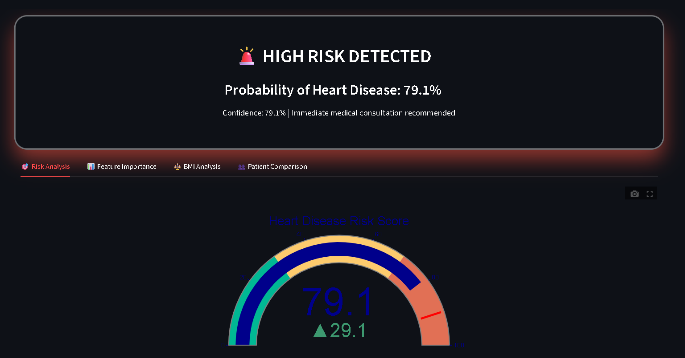 HIGH RISK DETECTED
Probability of Heart Disease: 79.1%
Confidence: 79.1% | Immediate medical consultation recommended
Risk Analysis
Feature Importance
BMI Analysis
Patient Comparison
Heart Disease Risk Score
79.1
▲29.1